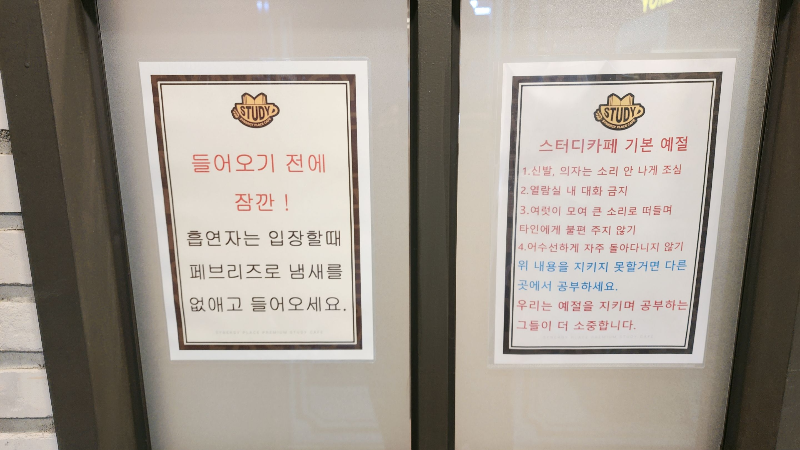 STUDY
들어오기 전에
잠깐 !
흡연자는 입장할때
페브리즈로 냄새를
없애고 들어오세요.
STUDY
스터디카페 기본 예절
1.신발, 의자는 소리 안 나게 조심
2.열람실 내 대화 금지
3.여럿이 모여 큰 소리로 떠들며
타인에게 불편 주지 않기
4.어수선하게 자주 돌아다니지 않기
위 내용을 지키지 못할거면 다른
곳에서 공부하세요.
우리는 예절을 지키며 공부하는
그들이 더 소중합니다.